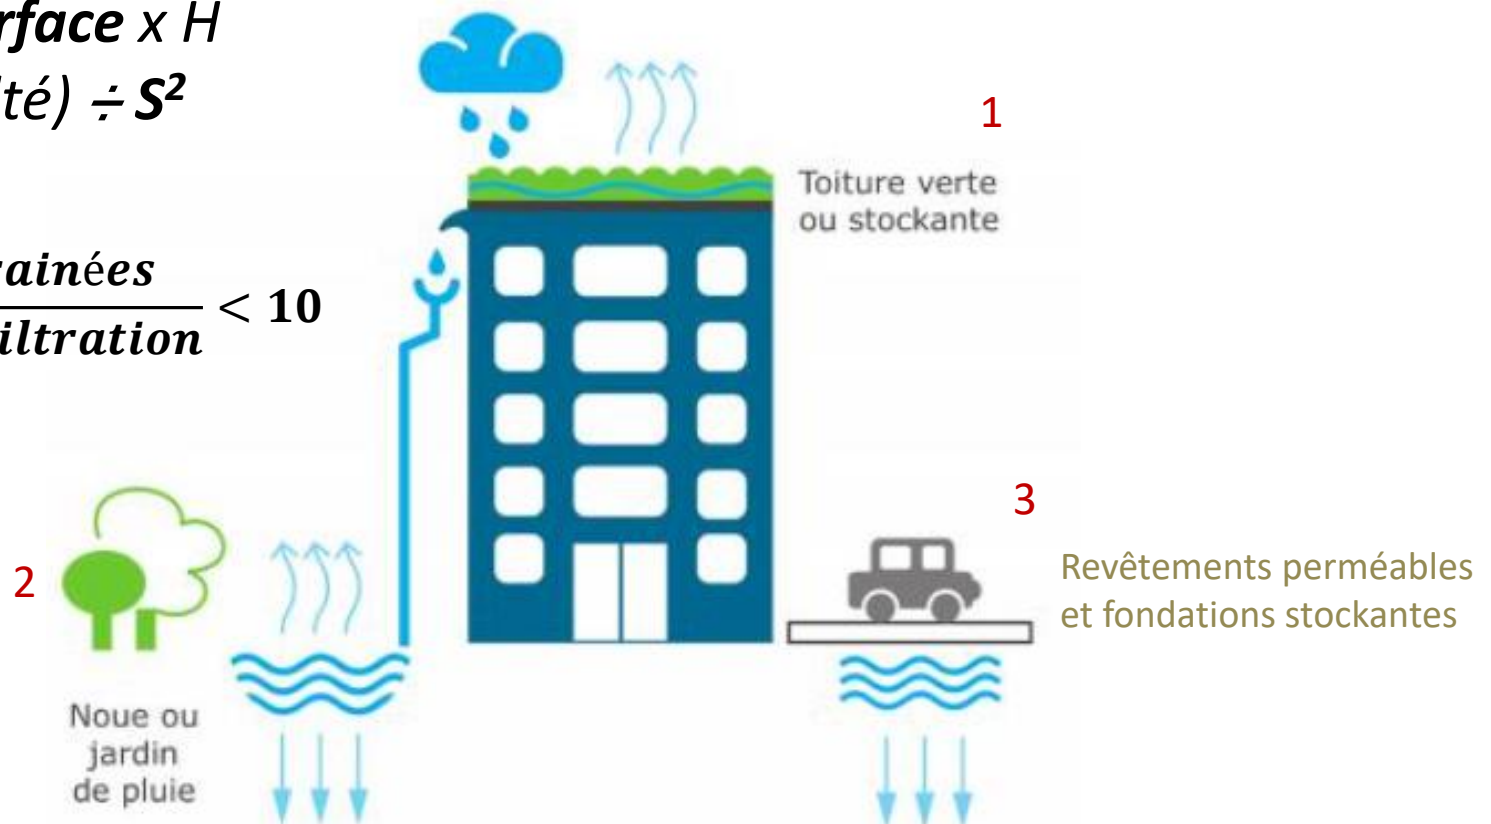 rface x H
té) ÷ S²
1
Toiture verte
ou stockante
rainées
iltration < 10
3
Revêtements perméables
et fondations stockantes
2
Noue ou
jardin
de pluie